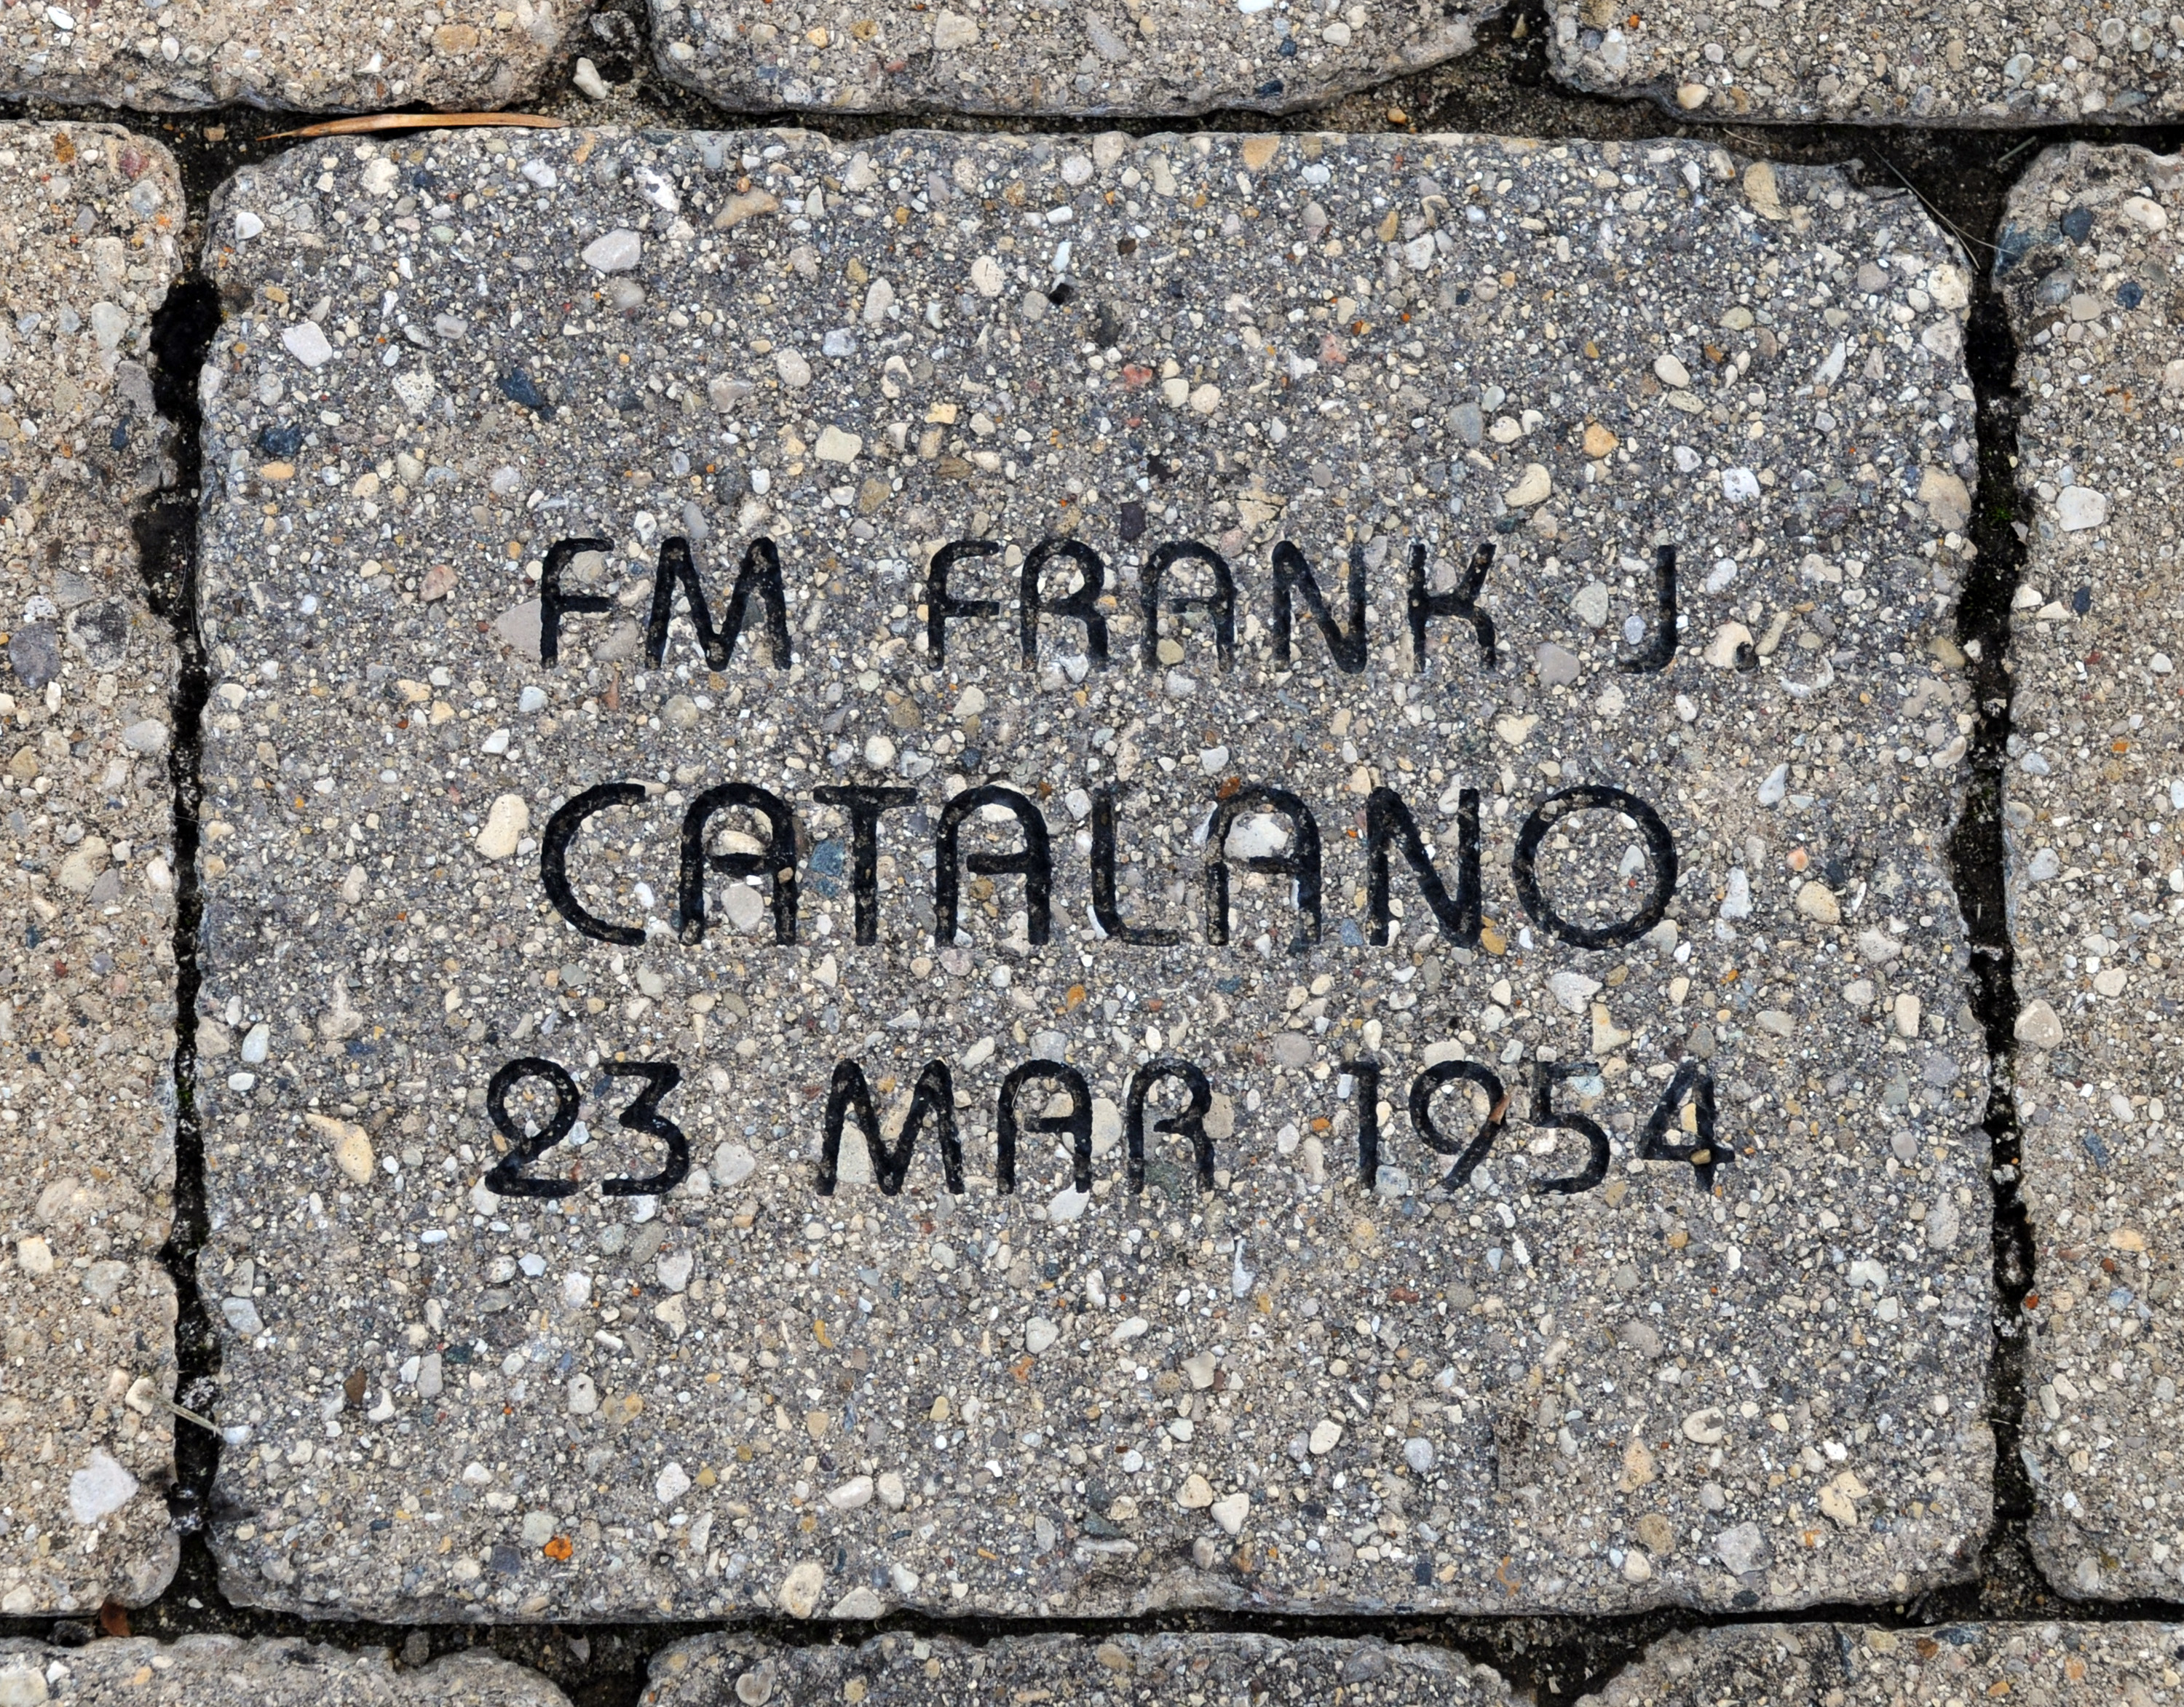 FM FRANK J.
CATALANO
23 MAR 1954